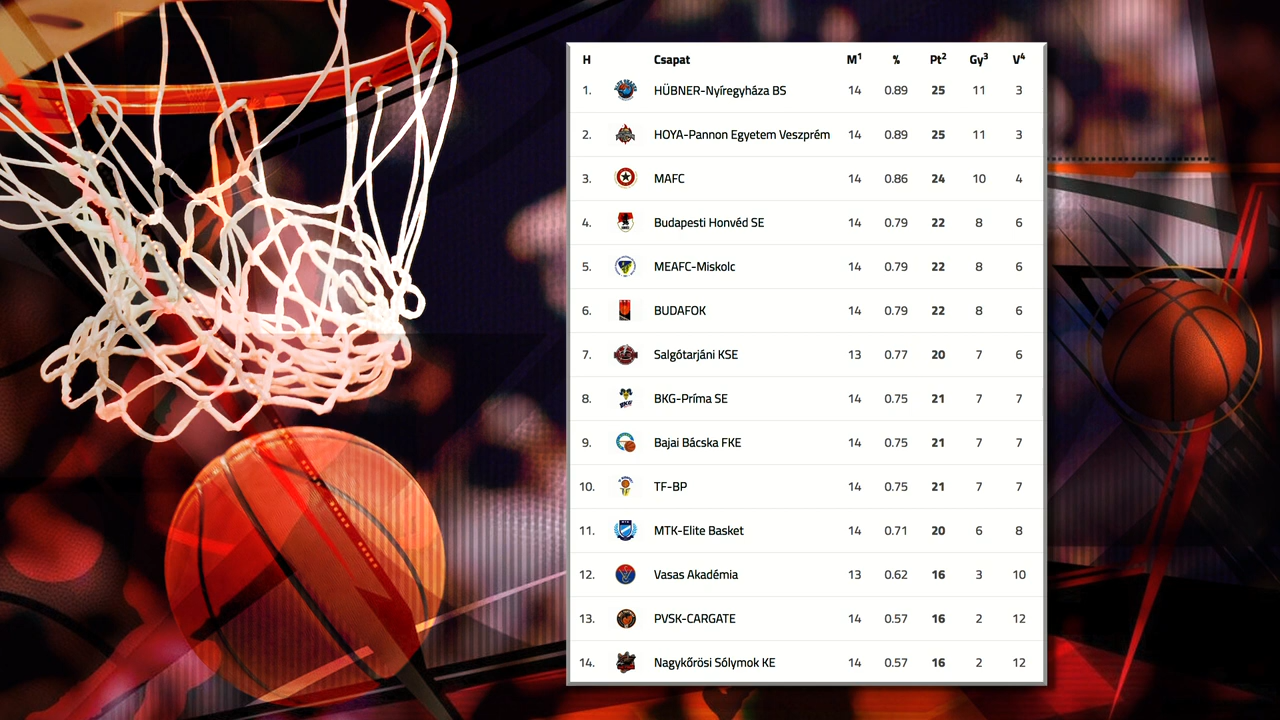 H Csapat M¹ % Pt² Gy³ V⁴
1. HÜBNER-Nyíregyháza BS 14 0.89 25 11 3
2. HOYA-Pannon Egyetem Veszprém 14 0.89 25 11 3
3. MAFC 14 0.86 24 10 4
4. Budapesti Honvéd SE 14 0.79 22 8 6
5. MEAFC-Miskolc 14 0.79 22 8 6
6. BUDAFOK 14 0.79 22 8 6
7. Salgótarjáni KSE 13 0.77 20 7 6
8. BKG-Príma SE 14 0.75 21 7 7
9. Bajai Bácska FKE 14 0.75 21 7 7
10. TF-BP 14 0.75 21 7 7
11. MTK-Elite Basket 14 0.71 20 6 8
12. Vasas Akadémia 13 0.62 16 3 10
13. PVSK-CARGATE 14 0.57 16 2 12
14. Nagykőrösi Sólymok KE 14 0.57 16 2 12